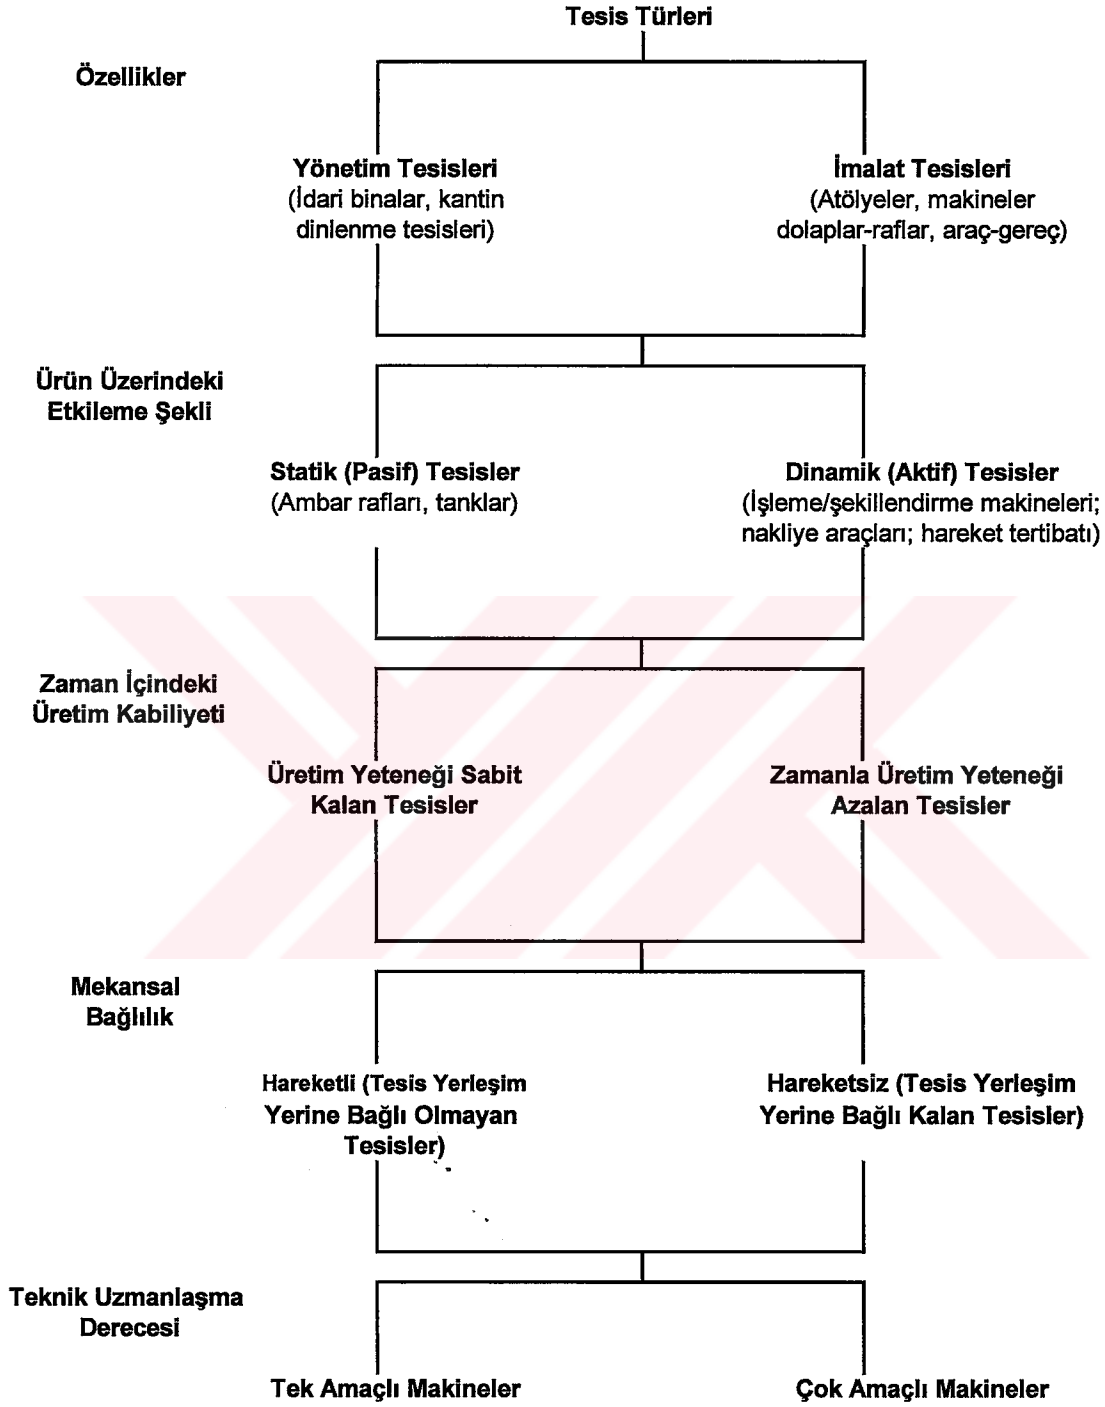 Tesis Türleri
Özellikler
Yönetim Tesisleri
(İdari binalar, kantin
dinlenme tesisleri)
İmalat Tesisleri
(Atölyeler, makineler
dolaplar-raflar, araç-gereç)
Ürün Üzerindeki
Etkileme Şekli
Statik (Pasif) Tesisler
(Ambar rafları, tanklar)
Dinamik (Aktif) Tesisler
(İşleme/şekillendirme makineleri;
nakliye araçları; hareket tertibatı)
Zaman İçindeki
Üretim Kabiliyeti
Üretim Yeteneği Sabit
Kalan Tesisler
Zamanla Üretim Yeteneği
Azalan Tesisler
Mekansal
Bağlılık
Hareketli (Tesis Yerleşim
Yerine Bağlı Olmayan
Tesisler)
Hareketsiz (Tesis Yerleşim
Yerine Bağlı Kalan Tesisler)
Teknik Uzmanlaşma
Derecesi
Tek Amaçlı Makineler
Çok Amaçlı Makineler